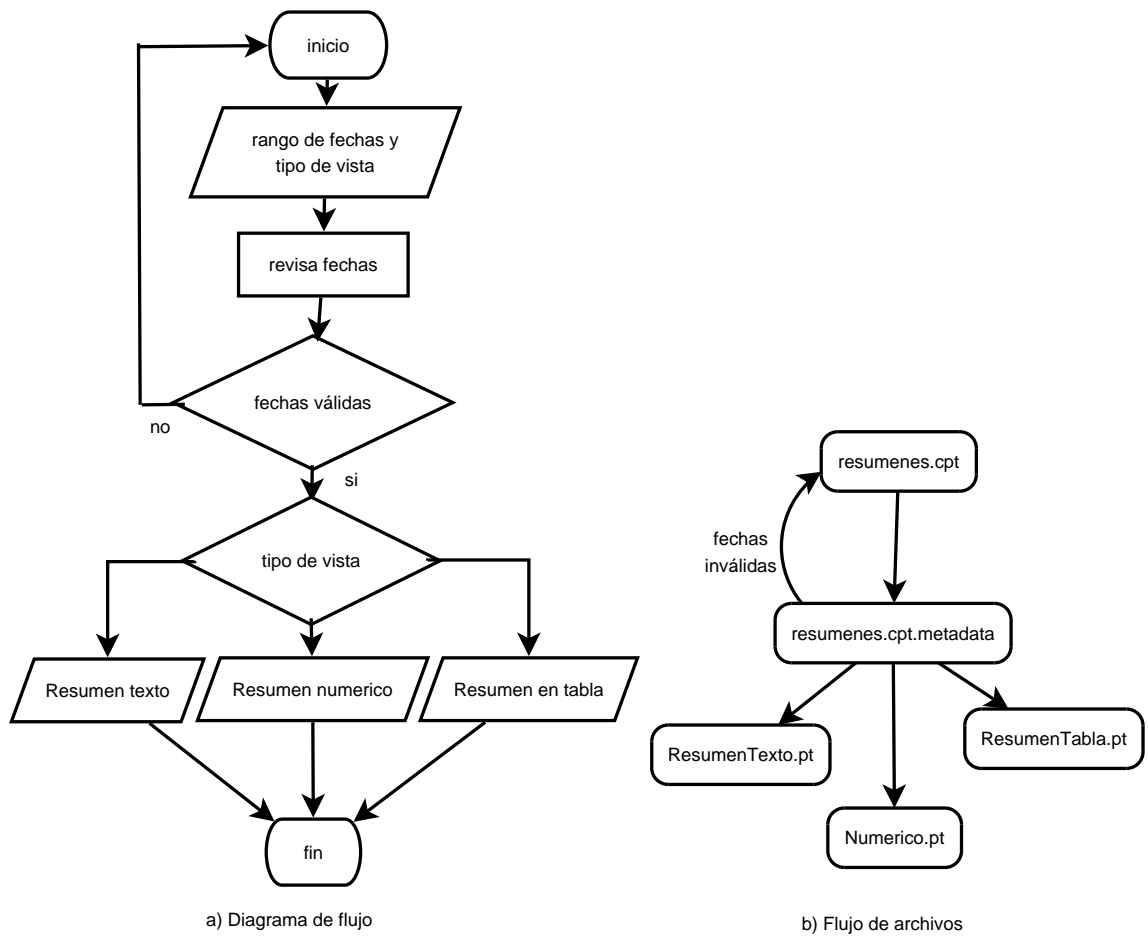 inicio
rango de fechas y
tipo de vista
revisa fechas
fechas válidas
no
si
tipo de vista
Resumen texto
Resumen numerico
Resumen en tabla
fin
a) Diagrama de flujo
resumenes.cpt
fechas
inválidas
resumenes.cpt.metadata
ResumenTexto.pt
ResumenTabla.pt
Numerico.pt
b) Flujo de archivos